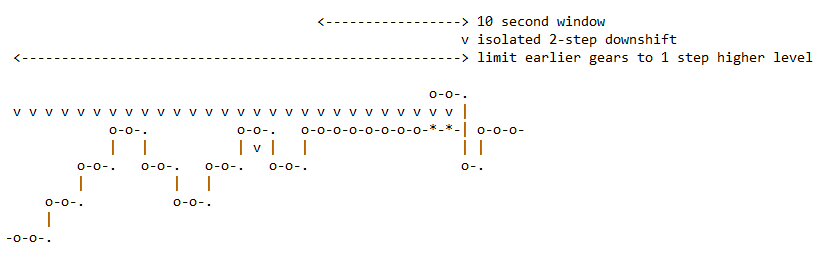 <-----------------> 10 second window
v isolated 2-step downshift
<-------------------------------------------------------> limit earlier gears to 1 step higher level
o-o-.
v v v v v v v v v v v v v v v v v v v v v v v v v v v v |
o-o-. o-o-. o-o-o-o-o-o-o-o-*-*-| o-o-o-
| | | v | | | |
o-o-. o-o-. o-o-. o-o-. o-.
| | |
o-o-. o-o-.
|
-o-o-.